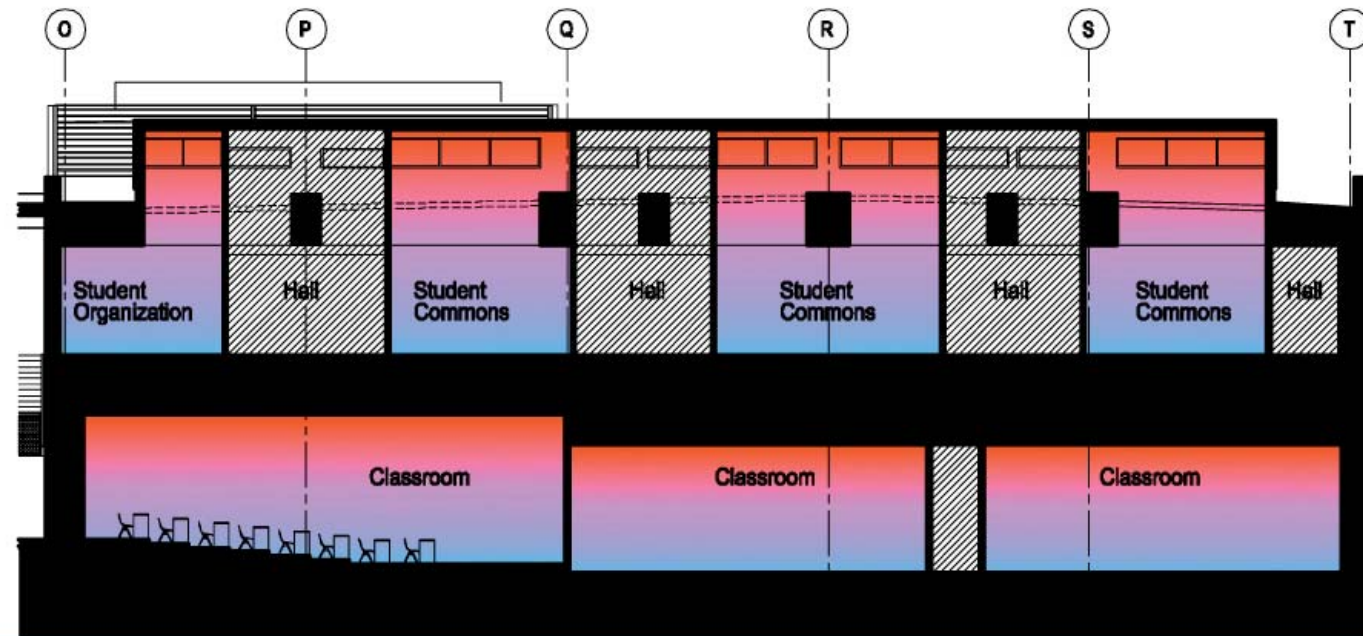 O P Q R S T
Student
Organization
Hall
Student
Commons
Hall
Student
Commons
Hall
Student
Commons
Hall
Classroom
Classroom
Classroom